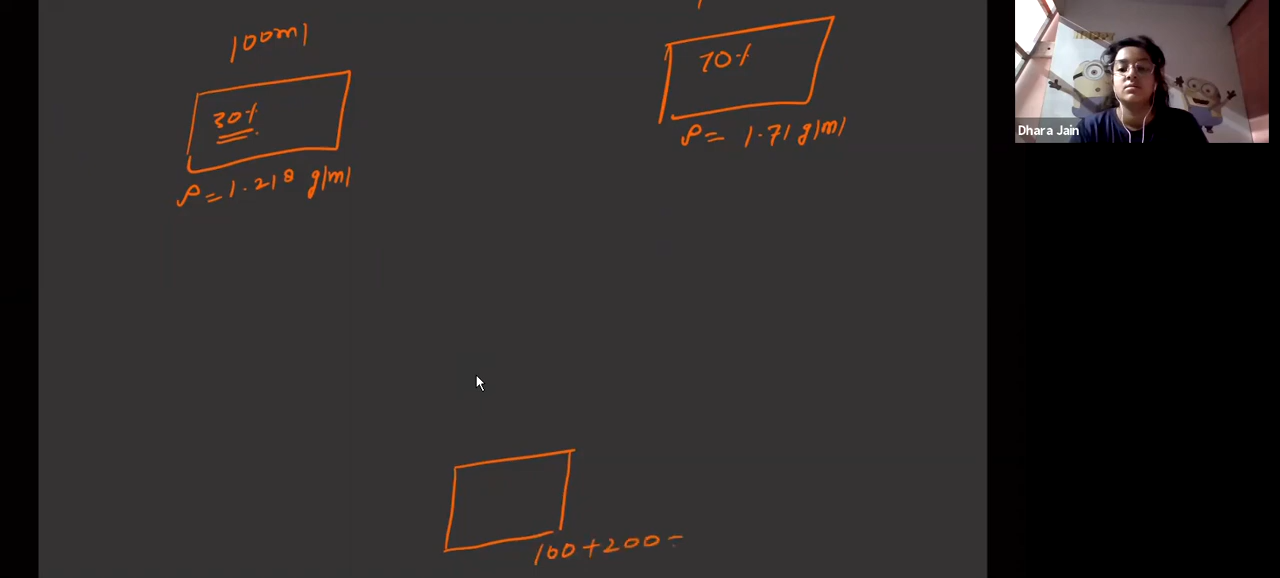 100ml
30%
ρ = 1.218 g/ml
70%
ρ = 1.71 g/ml
100 + 200 =
Dhara Jain